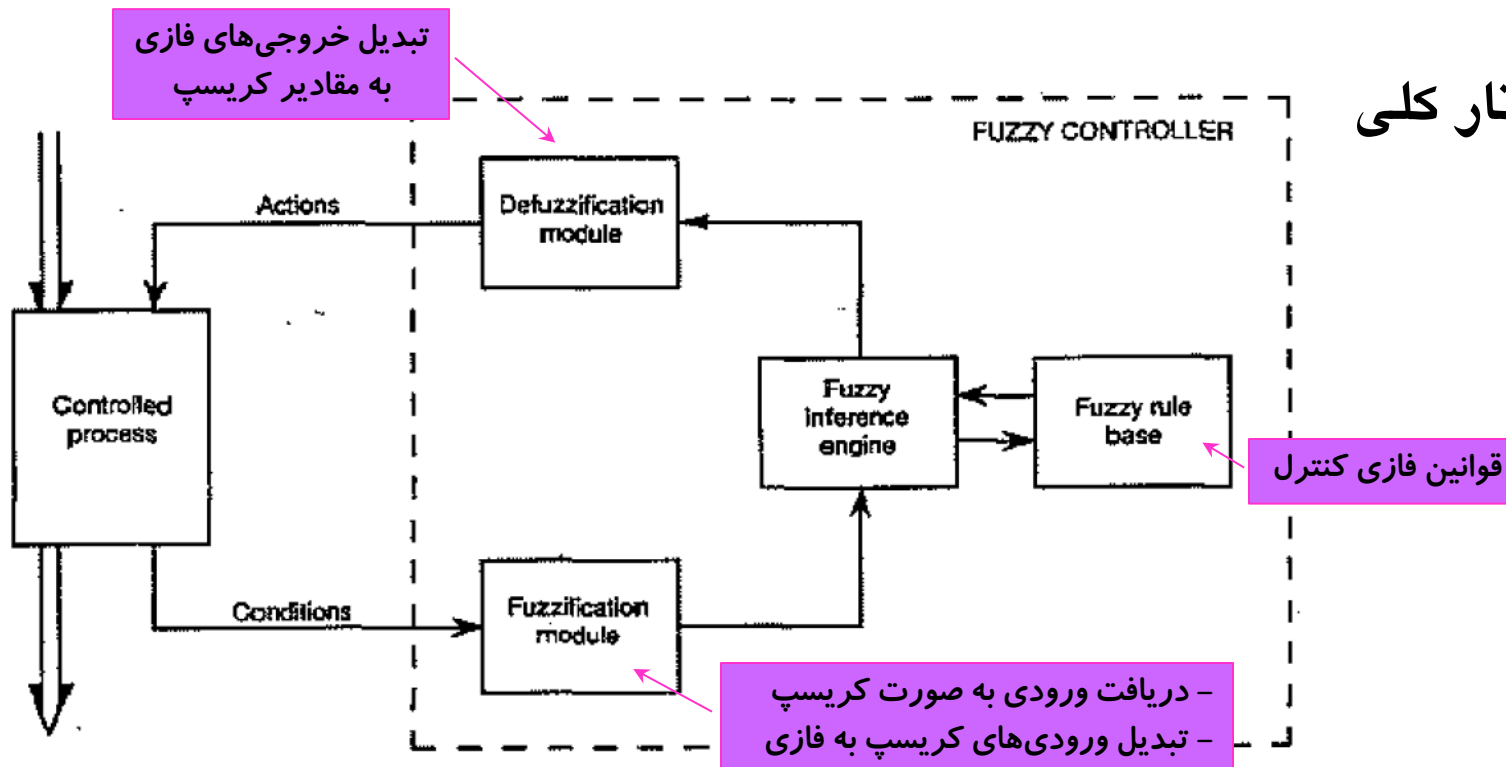 تبدیل خروجی‌های فازی
به مقادیر کریسپ
کلی
FUZZY CONTROLLER
Actions
Defuzzification
module
Controlled
process
Fuzzy
inference
engine
Fuzzy rule
base
قوانین فازی کنترل
Conditions
Fuzzification
module
- دریافت ورودی به صورت کریسپ
- تبدیل ورودی‌های کریسپ به فازی